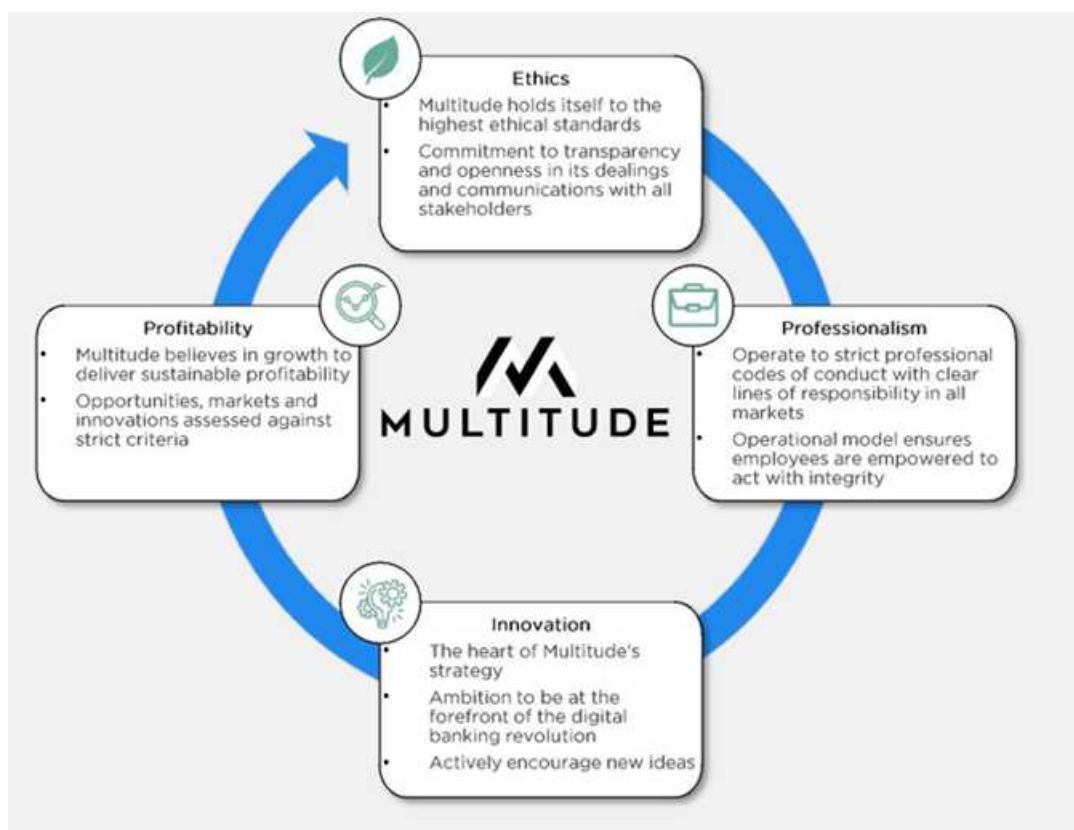 Ethics
• Multitude holds itself to the
highest ethical standards
• Commitment to transparency
and openness in its dealings
and communications with all
stakeholders
Professionalism
• Operate to strict professional
codes of conduct with clear
lines of responsibility in all
markets
• Operational model ensures
employees are empowered to
act with integrity
Innovation
• The heart of Multitude's
strategy
• Ambition to be at the
forefront of the digital
banking revolution
• Actively encourage new ideas
Profitability
• Multitude believes in growth to
deliver sustainable profitability
• Opportunities, markets and
innovations assessed against
strict criteria
MULTITUDE